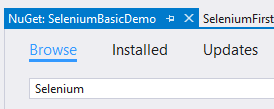 NuGet: SeleniumBasicDemo SeleniumFirst
Browse Installed Updates
Selenium